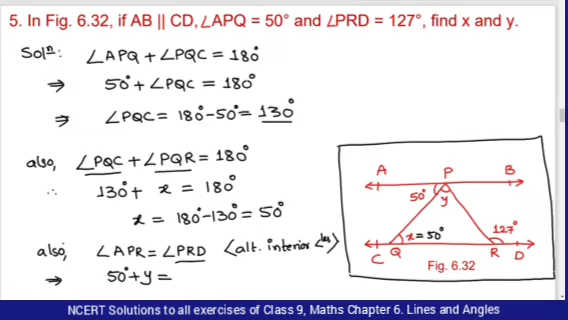 5. In Fig. 6.32, if AB || CD, ∠APQ = 50° and ∠PRD = 127°, find x and y.
Solⁿ: ∠APQ + ∠PQC = 180°
⇒ 50° + ∠PQC = 180°
⇒ ∠PQC = 180° - 50° = 130°
also, ∠PQC + ∠PQR = 180°
∴ 130° + x = 180°
x = 180° - 130° = 50°
also, ∠APR = ∠PRD (alt. interior ∠les)
⇒ 50° + y =
A P B
50° y
x = 50° 127°
C Q R D
Fig. 6.32
NCERT Solutions to all exercises of Class 9, Maths Chapter 6. Lines and Angles